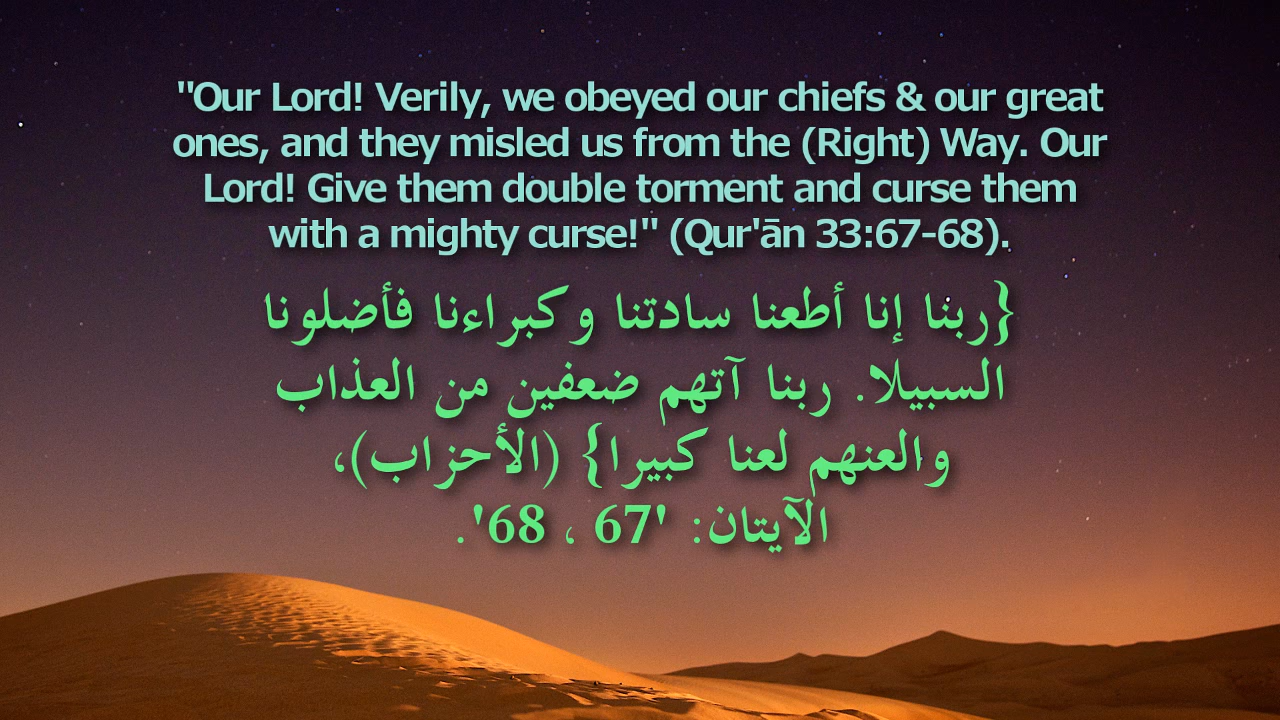 "Our Lord! Verily, we obeyed our chiefs & our great
ones, and they misled us from the (Right) Way. Our
Lord! Give them double torment and curse them
with a mighty curse!" (Qur'ān 33:67-68).
{ربنا إنا أطعنا سادتنا وكبراءنا فأضلونا
السبيلا. ربنا آتهم ضعفين من العذاب
والعنهم لعنا كبيرا} (الأحزاب)،
الآيتان: '67 ، 68'.